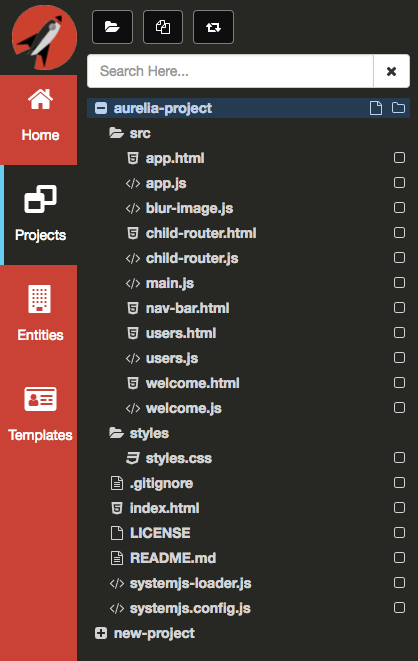 Search Here...
Home
Projects
Entities
Templates
aurelia-project
src
app.html
app.js
blur-image.js
child-router.html
child-router.js
main.js
nav-bar.html
users.html
users.js
welcome.html
welcome.js
styles
styles.css
.gitignore
index.html
LICENSE
README.md
systemjs-loader.js
systemjs.config.js
new-project